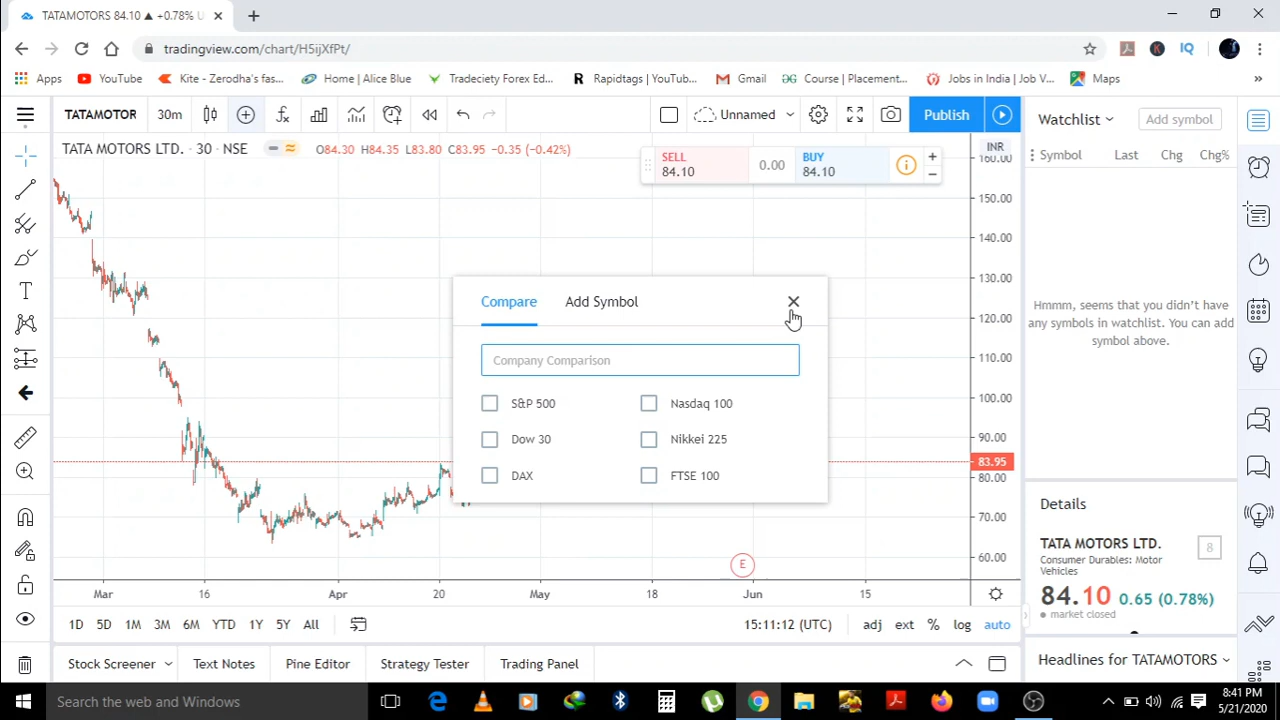 TATAMOTORS 84.10 ▲ +0.78% U
tradingview.com/chart/H5ijXfPt/
Apps YouTube Kite - Zerodha's fas... Home | Alice Blue Tradeciety Forex Ed... Rapidtags | YouTub... Gmail Course | Placement... Jobs in India | Job V... Maps »
TATAMOTOR 30m Unnamed Publish
Watchlist Add symbol
TATA MOTORS LTD. · 30 · NSE O84.30 H84.35 L83.80 C83.95 -0.35 (-0.42%)
INR
Symbol Last Chg Chg%
SELL 84.10 0.00 BUY 84.10
160.00
150.00
140.00
130.00
120.00
110.00
100.00
90.00
83.95
80.00
70.00
60.00
Compare Add Symbol
Company Comparison
S&P 500 Nasdaq 100
Dow 30 Nikkei 225
DAX FTSE 100
Hmmm, seems that you didn't have
any symbols in watchlist. You can add
symbol above.
Details
TATA MOTORS LTD. 8
Consumer Durables: Motor
Vehicles
84.10 0.65 (0.78%)
market closed
E
Mar 16 Apr 20 May 18 Jun 15
1D 5D 1M 3M 6M YTD 1Y 5Y All 15:11:12 (UTC) adj ext % log auto
Stock Screener Text Notes Pine Editor Strategy Tester Trading Panel
Headlines for TATAMOTORS
Search the web and Windows
8:41 PM
5/21/2020